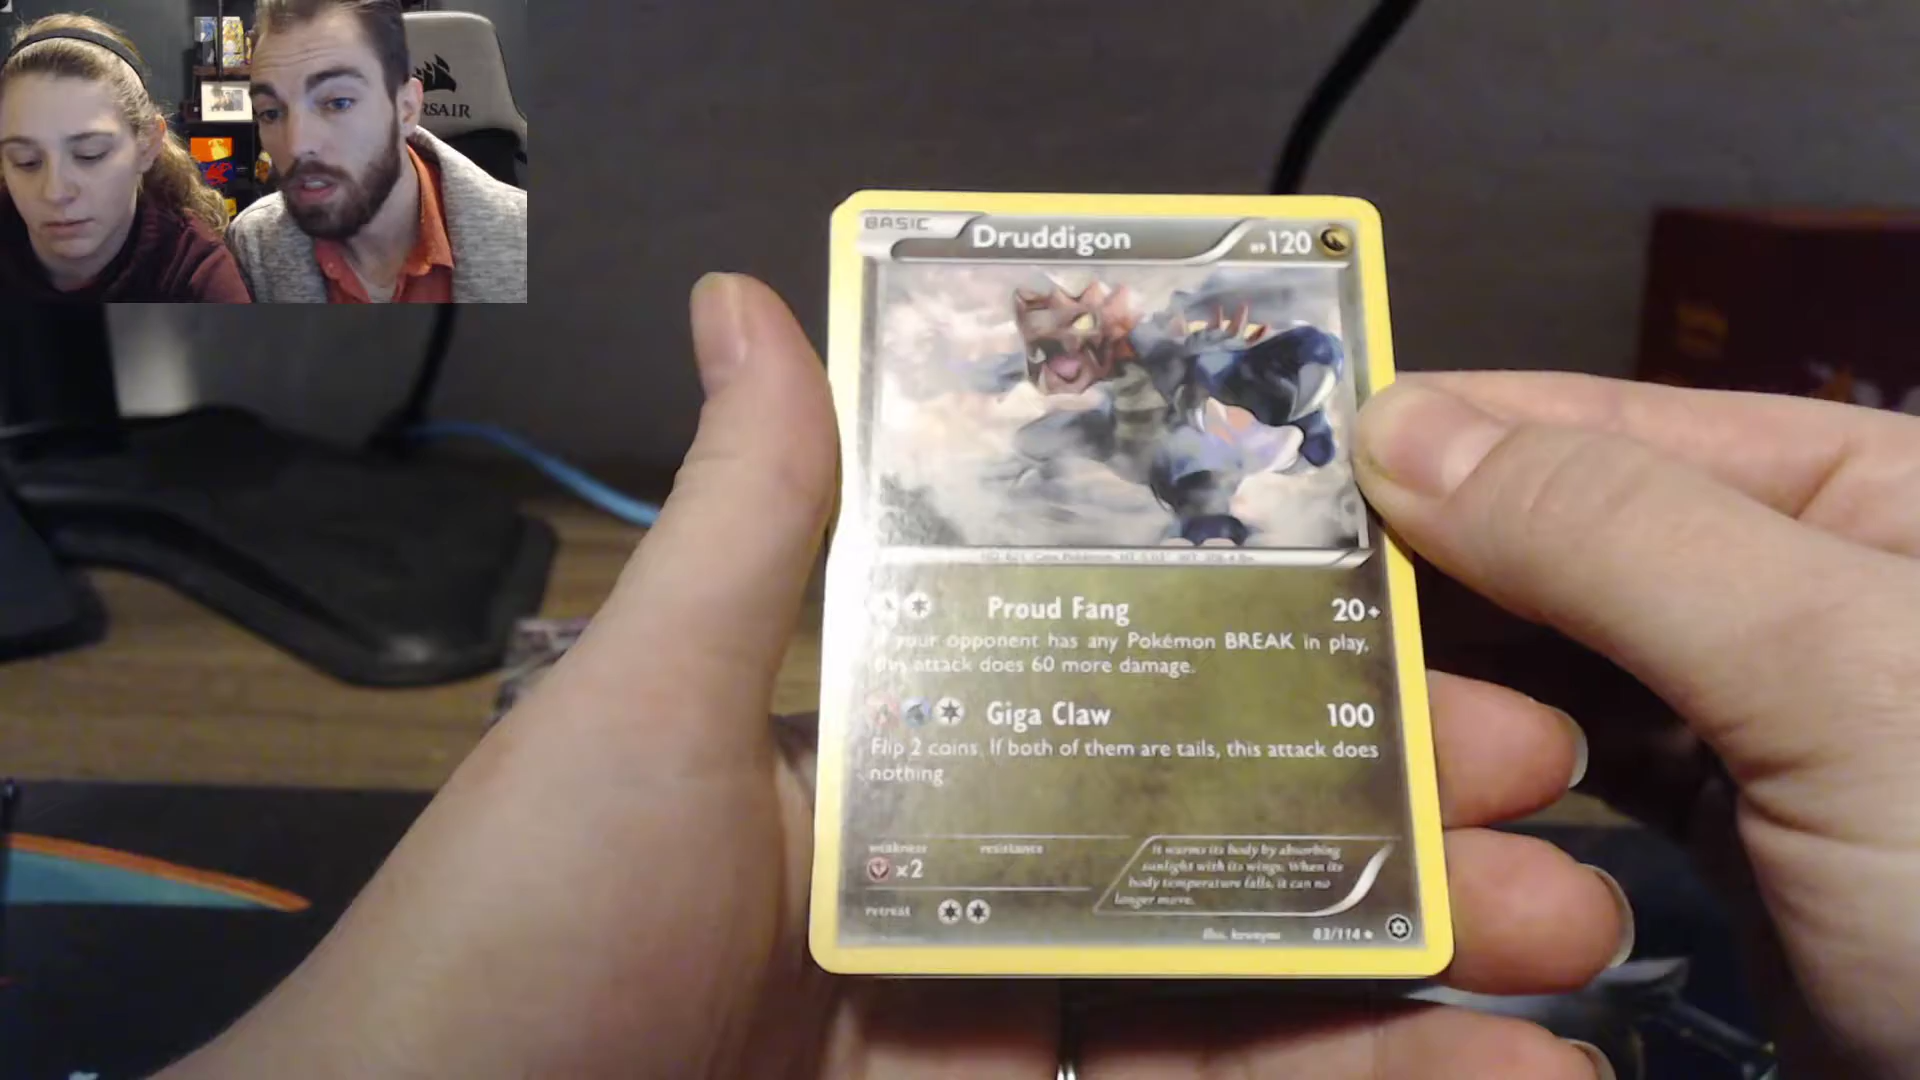 RSAIR
BASIC
Druddigon
HP120
Proud Fang 20+
your opponent has any Pokémon BREAK in play,
this attack does 60 more damage.
Giga Claw 100
Flip 2 coins. If both of them are tails, this attack does
nothing.
weakness resistance
x2
It warms its body by absorbing
sunlight with its wings. When its
body temperature falls, it can no
longer move.
retreat
83/114